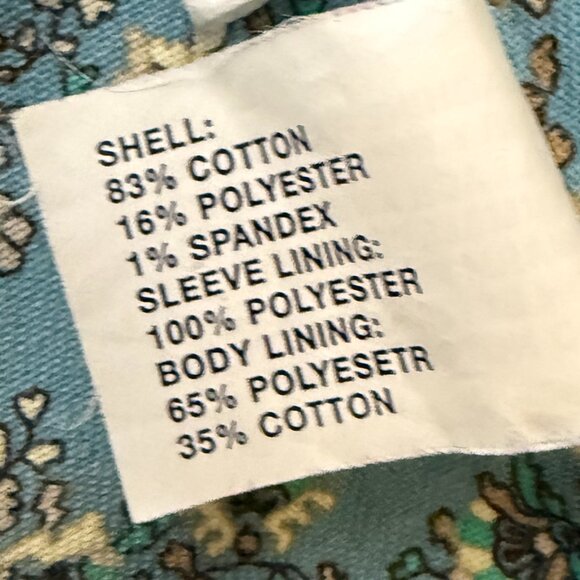 SHELL:
83% COTTON
16% POLYESTER
1% SPANDEX
SLEEVE LINING:
100% POLYESTER
BODY LINING:
65% POLYESETR
35% COTTON